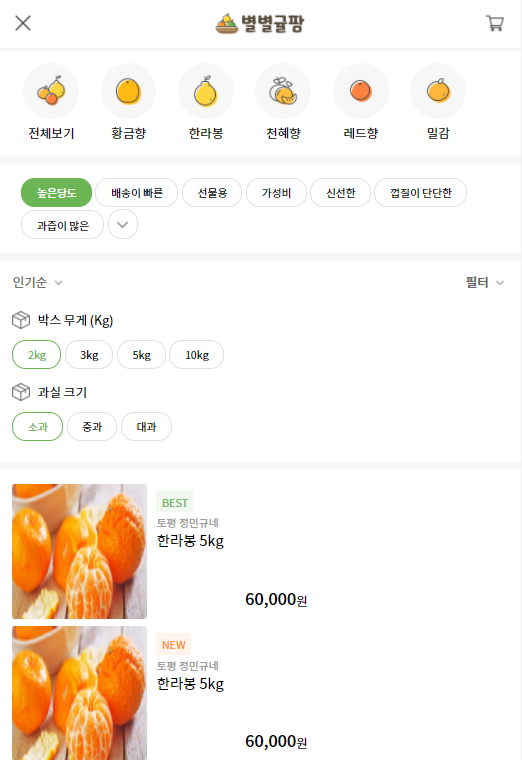 별별귤팡
전체보기 황금향 한라봉 천혜향 레드향 밀감
높은당도 배송이 빠른 선물용 가성비 신선한 껍질이 단단한
과즙이 많은
인기순 필터
박스 무게 (Kg)
2kg 3kg 5kg 10kg
과실 크기
소과 중과 대과
BEST
토평 정민규네
한라봉 5kg
60,000원
NEW
토평 정민규네
한라봉 5kg
60,000원